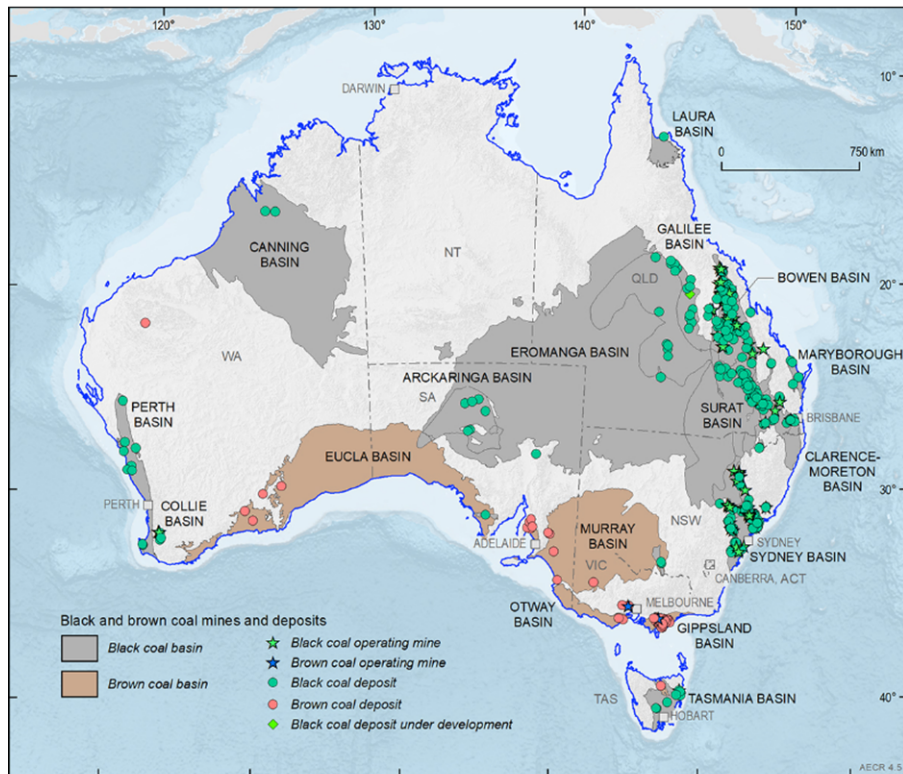 120°
130°
140°
150°
10°
DARWIN
LAURA
BASIN
0
750 km
GALILEE
BASIN
CANNING
BASIN
NT
QLD
BOWEN BASIN
20°
WA
EROMANGA BASIN
MARYBOROUGH
BASIN
ARCKARINGA BASIN
SA
PERTH
BASIN
SURAT
BASIN
BRISBANE
EUCLA BASIN
CLARENCE-
MORETON
BASIN
30°
PERTH
COLLIE
BASIN
MURRAY
BASIN
NSW
ADELAIDE
SYDNEY
SYDNEY BASIN
VIC
CANBERRA, ACT
OTWAY
BASIN
MELBOURNE
GIPPSLAND
BASIN
Black and brown coal mines and deposits
Black coal basin
Brown coal basin
Black coal operating mine
Brown coal operating mine
Black coal deposit
Brown coal deposit
Black coal deposit under development
TAS
TASMANIA BASIN
HOBART
40°
AECR 4.5